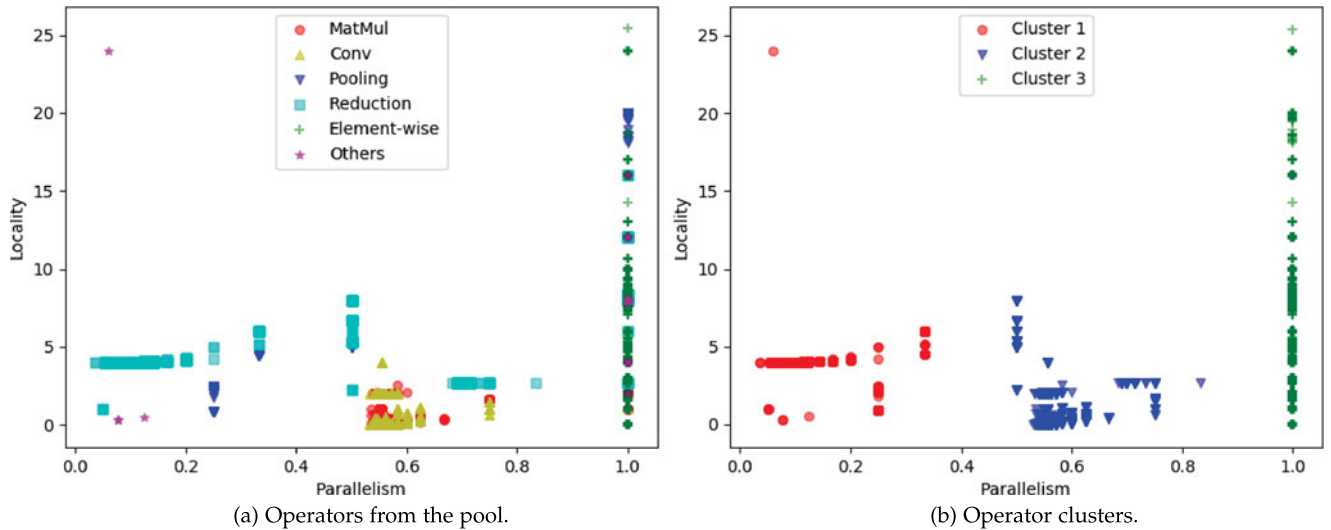 25
20
15
10
5
0
Locality
0.0 0.2 0.4 0.6 0.8 1.0
Parallelism
MatMul
Conv
Pooling
Reduction
Element-wise
Others
(a) Operators from the pool.
25
20
15
10
5
0
Locality
0.0 0.2 0.4 0.6 0.8 1.0
Parallelism
Cluster 1
Cluster 2
Cluster 3
(b) Operator clusters.